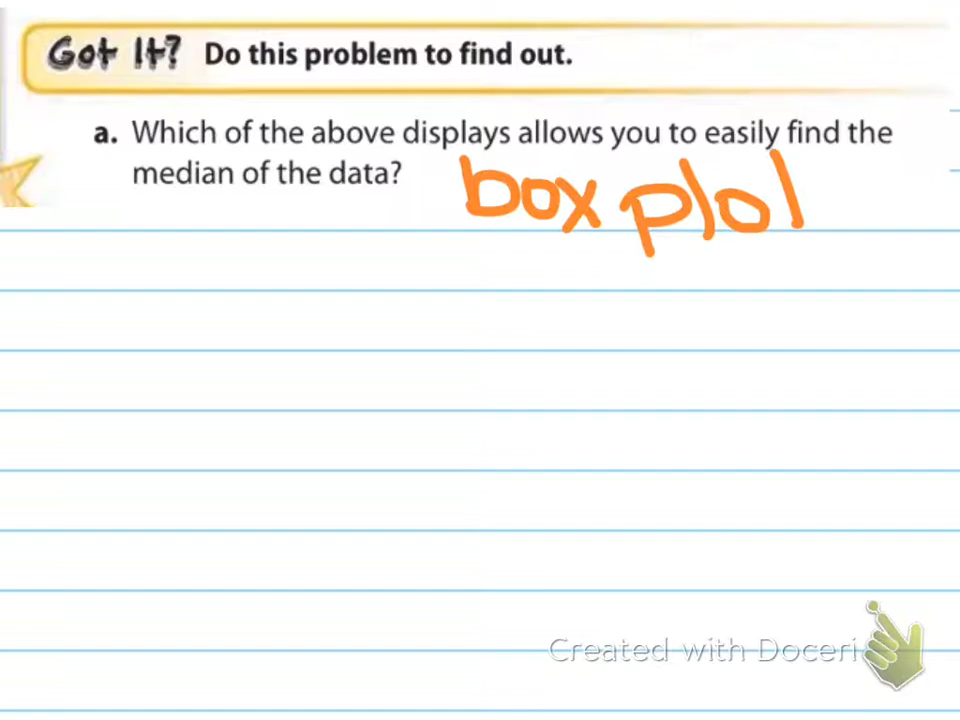 Got It? Do this problem to find out.
a. Which of the above displays allows you to easily find the
median of the data?
box plol
Created with Doceri